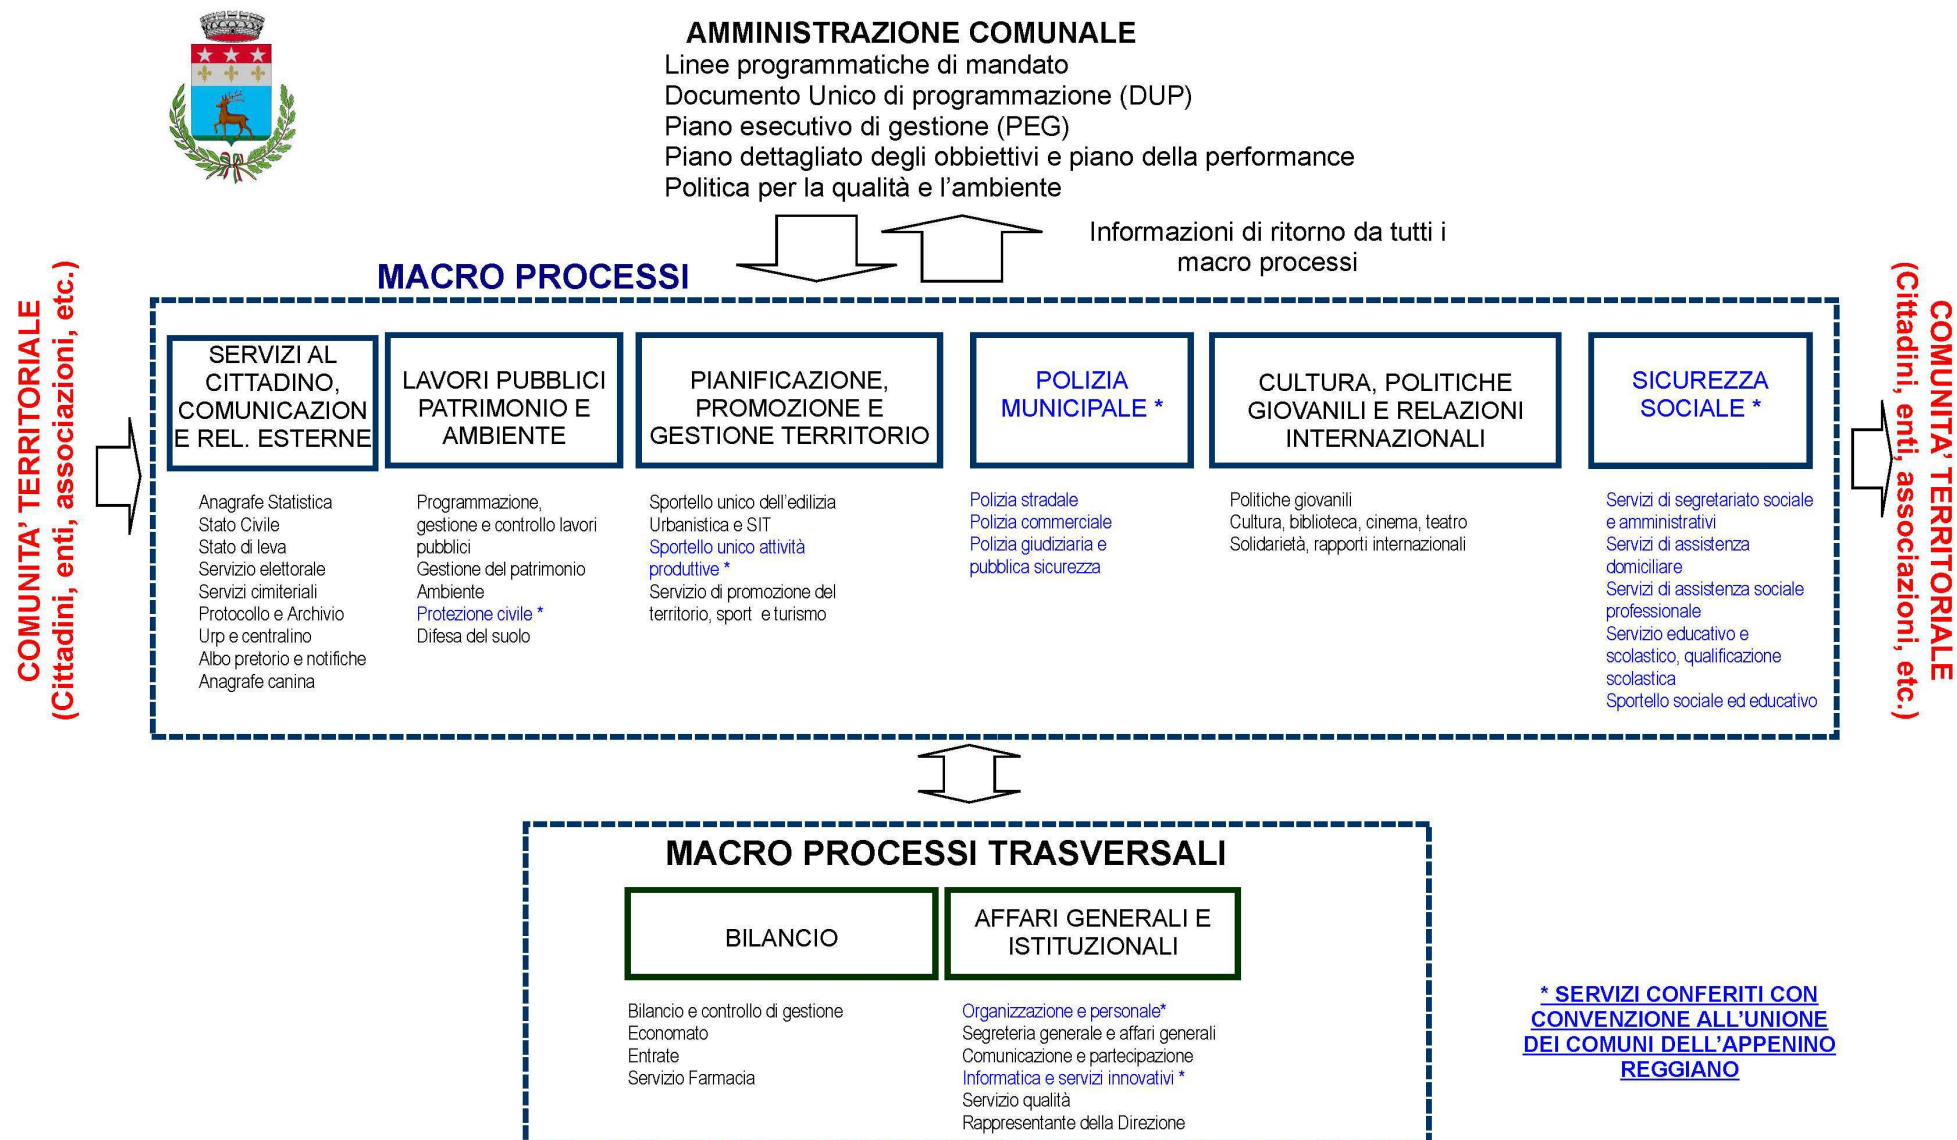 AMMINISTRAZIONE COMUNALE
Linee programmatiche di mandato
Documento Unico di programmazione (DUP)
Piano esecutivo di gestione (PEG)
Piano dettagliato degli obbiettivi e piano della performance
Politica per la qualità e l’ambiente
Informazioni di ritorno da tutti i
macro processi
MACRO PROCESSI
COMUNITA’ TERRITORIALE
(Cittadini, enti, associazioni, etc.)
SERVIZI AL
CITTADINO,
COMUNICAZION
E REL. ESTERNE
Anagrafe Statistica
Stato Civile
Stato di leva
Servizio elettorale
Servizi cimiteriali
Protocollo e Archivio
Urp e centralino
Albo pretorio e notifiche
Anagrafe canina
LAVORI PUBBLICI
PATRIMONIO E
AMBIENTE
Programmazione,
gestione e controllo lavori
pubblici
Gestione del patrimonio
Ambiente
Protezione civile *
Difesa del suolo
PIANIFICAZIONE,
PROMOZIONE E
GESTIONE TERRITORIO
Sportello unico dell’edilizia
Urbanistica e SIT
Sportello unico attività
produttive *
Servizio di promozione del
territorio, sport e turismo
POLIZIA
MUNICIPALE *
Polizia stradale
Polizia commerciale
Polizia giudiziaria e
pubblica sicurezza
CULTURA, POLITICHE
GIOVANILI E RELAZIONI
INTERNAZIONALI
Politiche giovanili
Cultura, biblioteca, cinema, teatro
Solidarietà, rapporti internazionali
SICUREZZA
SOCIALE *
Servizi di segretariato sociale
e amministrativi
Servizi di assistenza
domiciliare
Servizi di assistenza sociale
professionale
Servizio educativo e
scolastico, qualificazione
scolastica
Sportello sociale ed educativo
COMUNITA’ TERRITORIALE
(Cittadini, enti, associazioni, etc.)
MACRO PROCESSI TRASVERSALI
BILANCIO
Bilancio e controllo di gestione
Economato
Entrate
Servizio Farmacia
AFFARI GENERALI E
ISTITUZIONALI
Organizzazione e personale*
Segreteria generale e affari generali
Comunicazione e partecipazione
Informatica e servizi innovativi *
Servizio qualità
Rappresentante della Direzione
* SERVIZI CONFERITI CON
CONVENZIONE ALL’UNIONE
DEI COMUNI DELL’APPENINO
REGGIANO